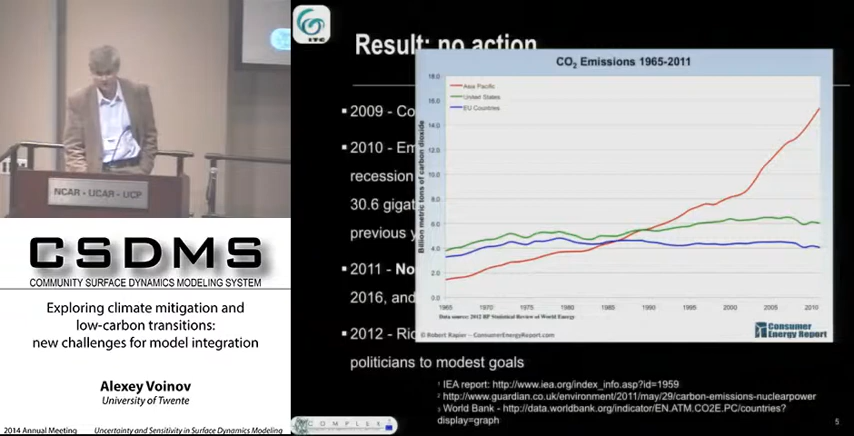 NCAR - UCAR - UCP
CSDMS
COMMUNITY SURFACE DYNAMICS MODELING SYSTEM
Exploring climate mitigation and
low-carbon transitions:
new challenges for model integration
Alexey Voinov
University of Twente
2014 Annual Meeting
Uncertainty and Sensitivity in Surface Dynamics Modeling
ITC
Result: no action
2009 - Co
2010 - Em
recession
30.6 gigat
previous y
2011 - No
2016, and
2012 - Ric
politicians to modest goals
CO2 Emissions 1965-2011
Asia Pacific
United States
EU Countries
Billion metric tons of carbon dioxide
18.0
16.0
14.0
12.0
10.0
8.0
6.0
4.0
2.0
0.0
1965 1970 1975 1980 1985 1990 1995 2000 2005 2010
Data source: 2012 BP Statistical Review of World Energy
© Robert Rapier – ConsumerEnergyReport.com
Consumer
Energy Report
1 IEA report: http://www.iea.org/index_info.asp?id=1959
2 http://www.guardian.co.uk/environment/2011/may/29/carbon-emissions-nuclearpower
3 World Bank - http://data.worldbank.org/indicator/EN.ATM.CO2E.PC/countries?
display=graph
COMPLEX
5